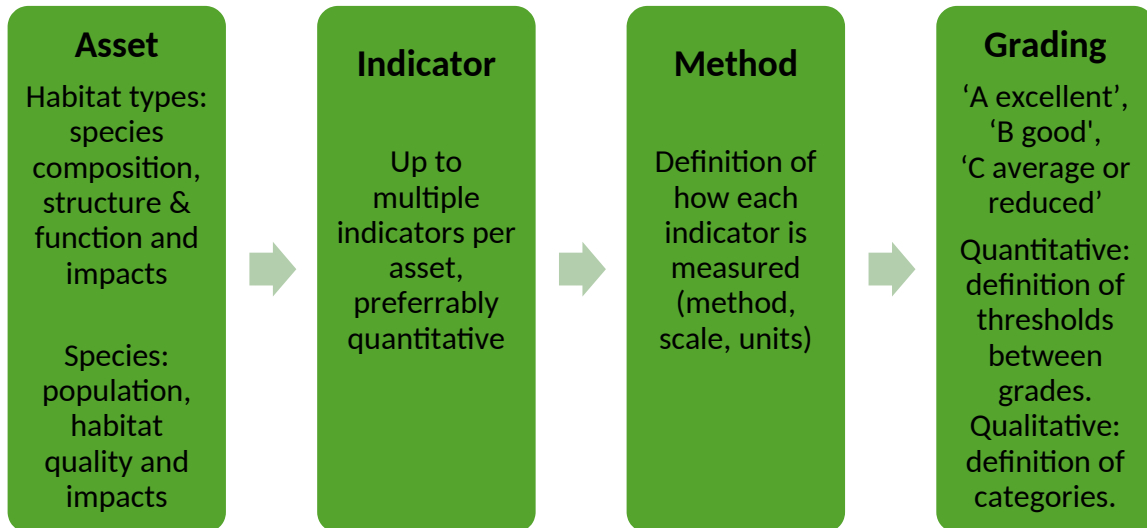 Asset
Habitat types:
species
composition,
structure &
function and
impacts
Species:
population,
habitat
quality and
impacts
Indicator
Up to
multiple
indicators per
asset,
preferrably
quantitative
Method
Definition of
how each
indicator is
measured
(method,
scale, units)
Grading
‘A excellent’,
‘B good',
‘C average or
reduced’
Quantitative:
definition of
thresholds
between
grades.
Qualitative:
definition of
categories.